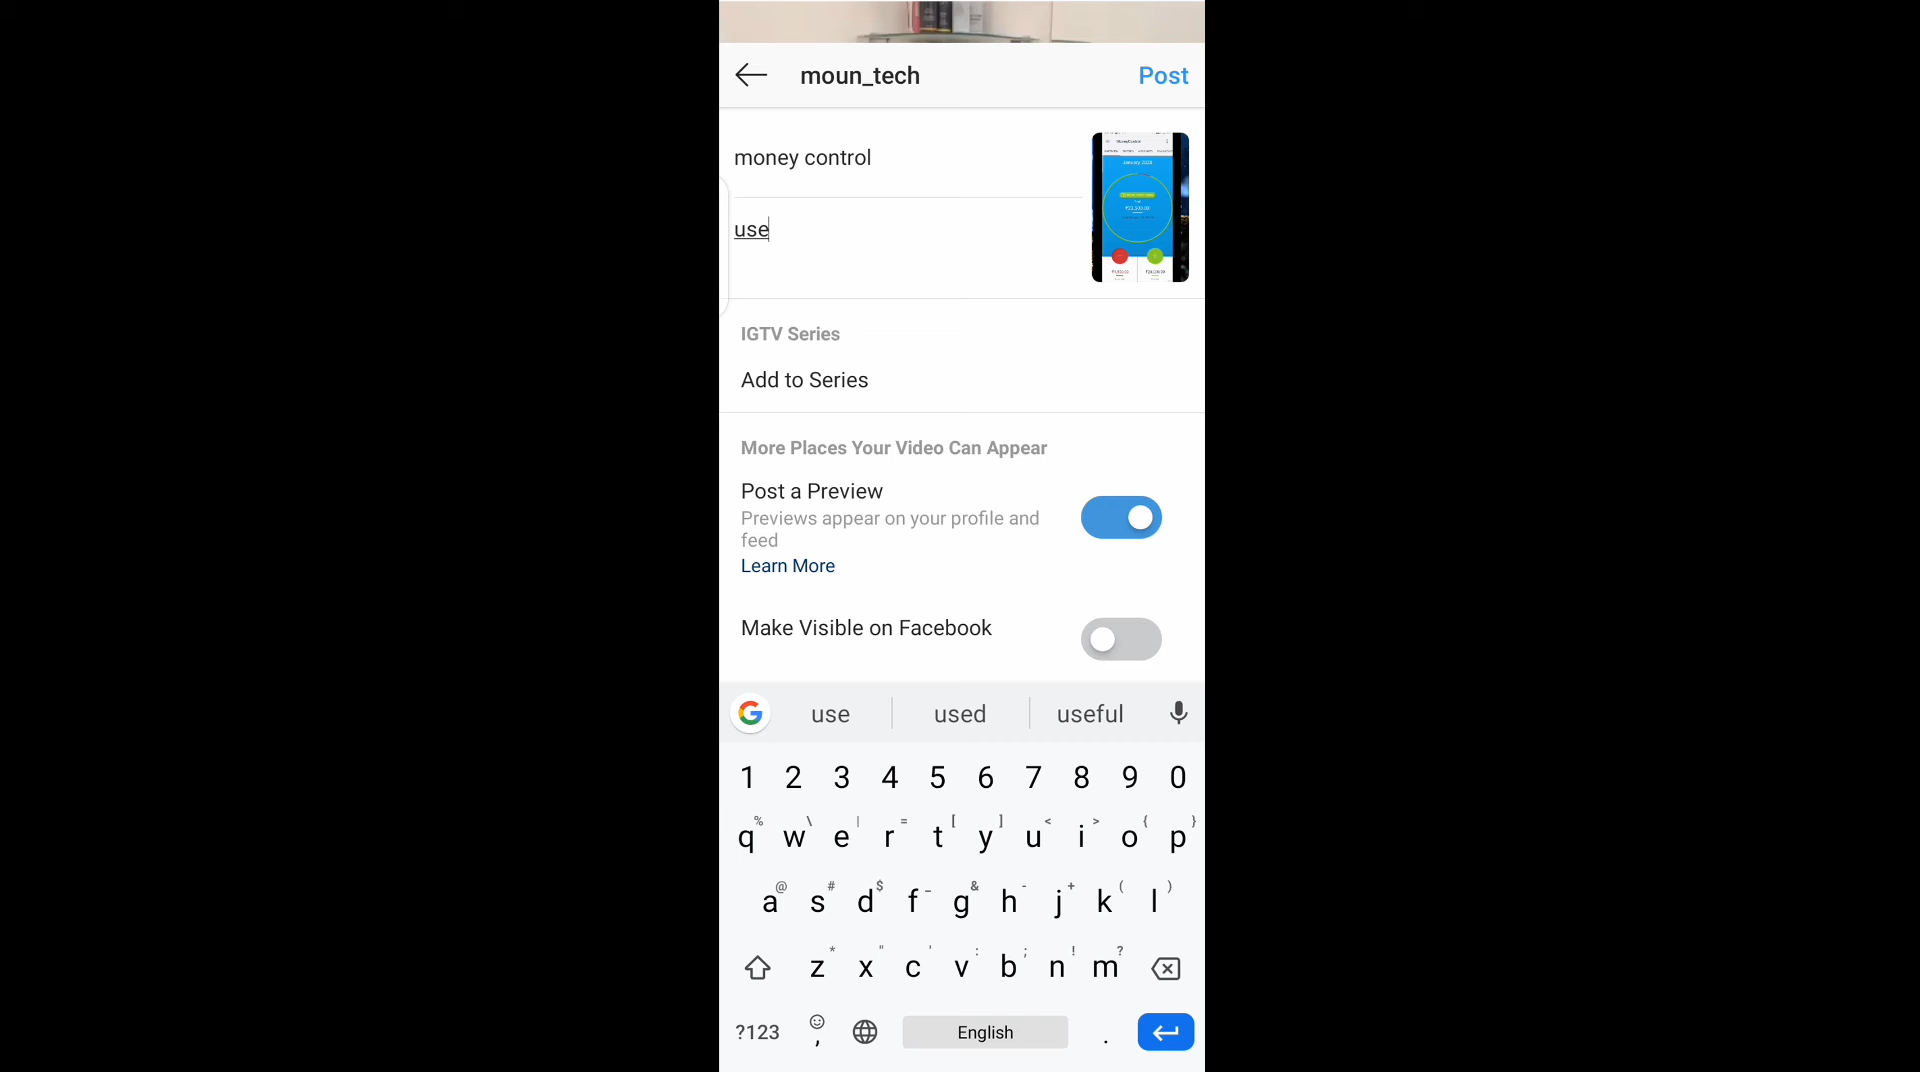 moun_tech
Post
money control
use
IGTV Series
Add to Series
More Places Your Video Can Appear
Post a Preview
Previews appear on your profile and
feed
Learn More
Make Visible on Facebook
use used useful
1 2 3 4 5 6 7 8 9 0
% \ | = [ ] < > { }
q w e r t y u i o p
@ # $ _ & - + ( )
a s d f g h j k l
* " ' : ; ! ?
z x c v b n m
?123 , English .